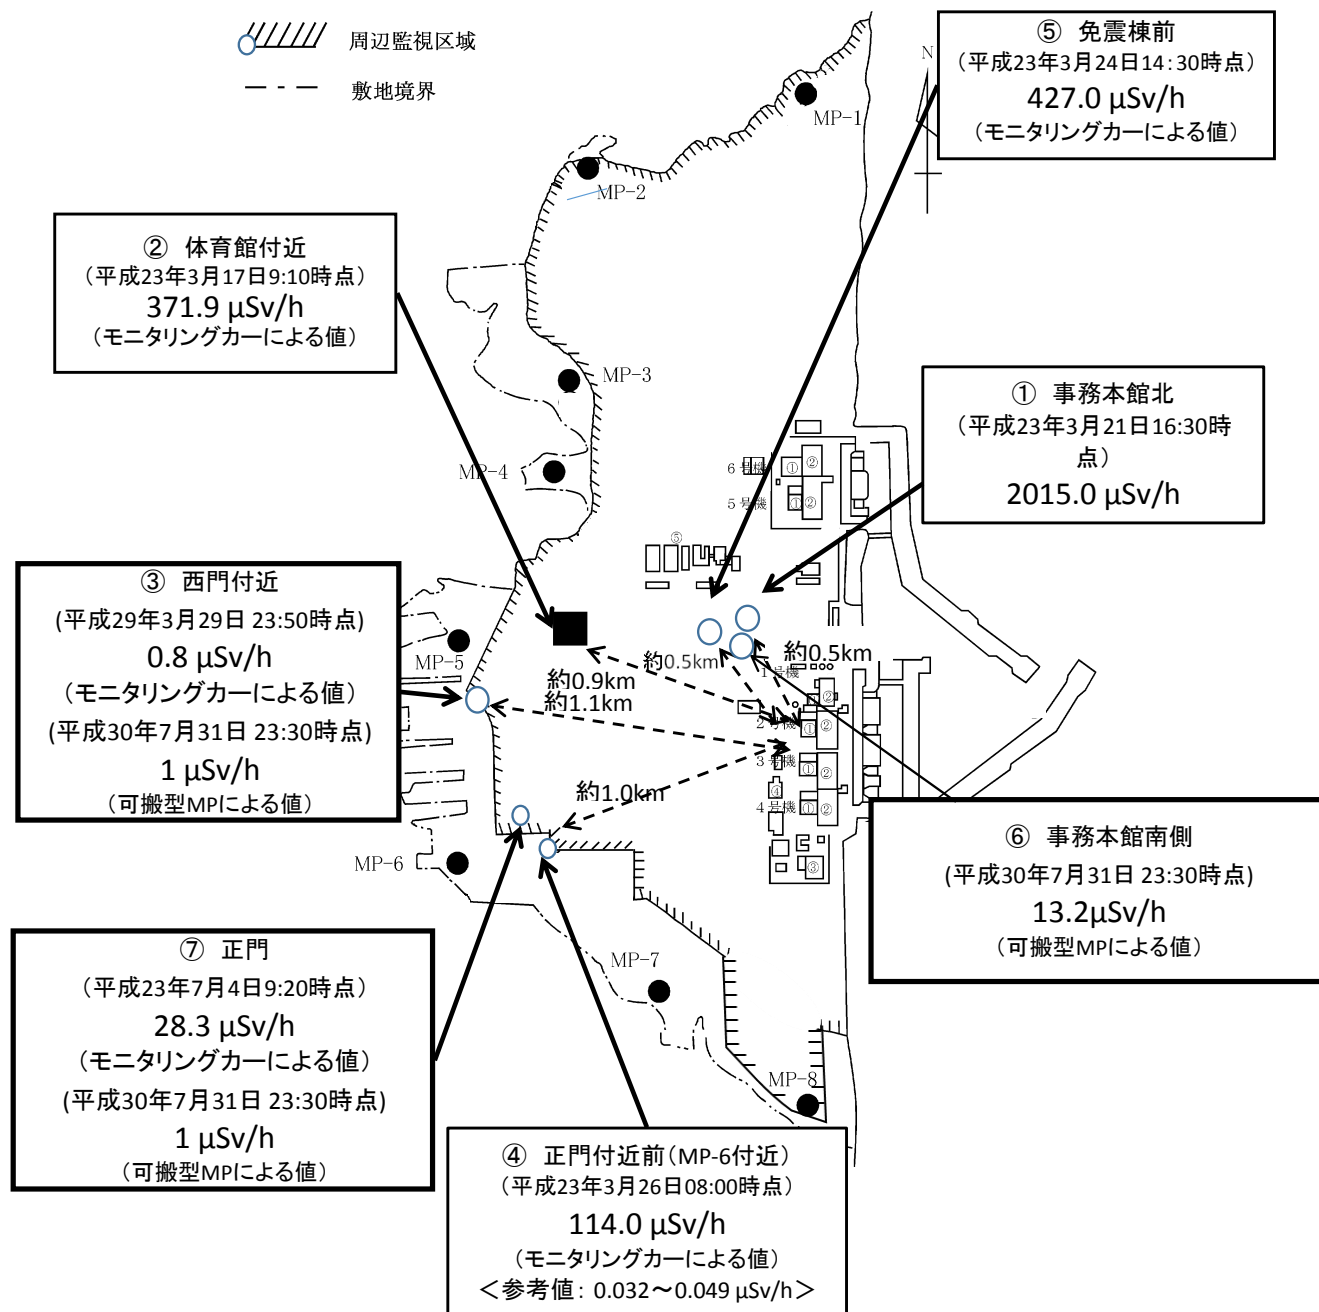 周辺監視区域
敷地境界
⑤ 免震棟前
(平成23年3月24日14:30時点)
427.0 μSv/h
(モニタリングカーによる値)
N
MP-1
MP-2
② 体育館付近
(平成23年3月17日9:10時点)
371.9 μSv/h
(モニタリングカーによる値)
MP-3
① 事務本館北
(平成23年3月21日16:30時
点)
2015.0 μSv/h
MP-4
6号機
① ②
5号機
① ②
⑤
③ 西門付近
(平成29年3月29日 23:50時点)
0.8 μSv/h
(モニタリングカーによる値)
(平成30年7月31日 23:30時点)
1 μSv/h
(可搬型MPによる値)
MP-5
約0.5km
約0.5km
約0.9km
約1.1km
1号機
②
2号機
① ②
3号機
① ②
④
4号機
① ②
③
約1.0km
MP-6
⑥ 事務本館南側
(平成30年7月31日 23:30時点)
13.2μSv/h
(可搬型MPによる値)
⑦ 正門
(平成23年7月4日9:20時点)
28.3 μSv/h
(モニタリングカーによる値)
(平成30年7月31日 23:30時点)
1 μSv/h
(可搬型MPによる値)
MP-7
MP-8
④ 正門付近前(MP-6付近)
(平成23年3月26日08:00時点)
114.0 μSv/h
(モニタリングカーによる値)
<参考値: 0.032~0.049 μSv/h>